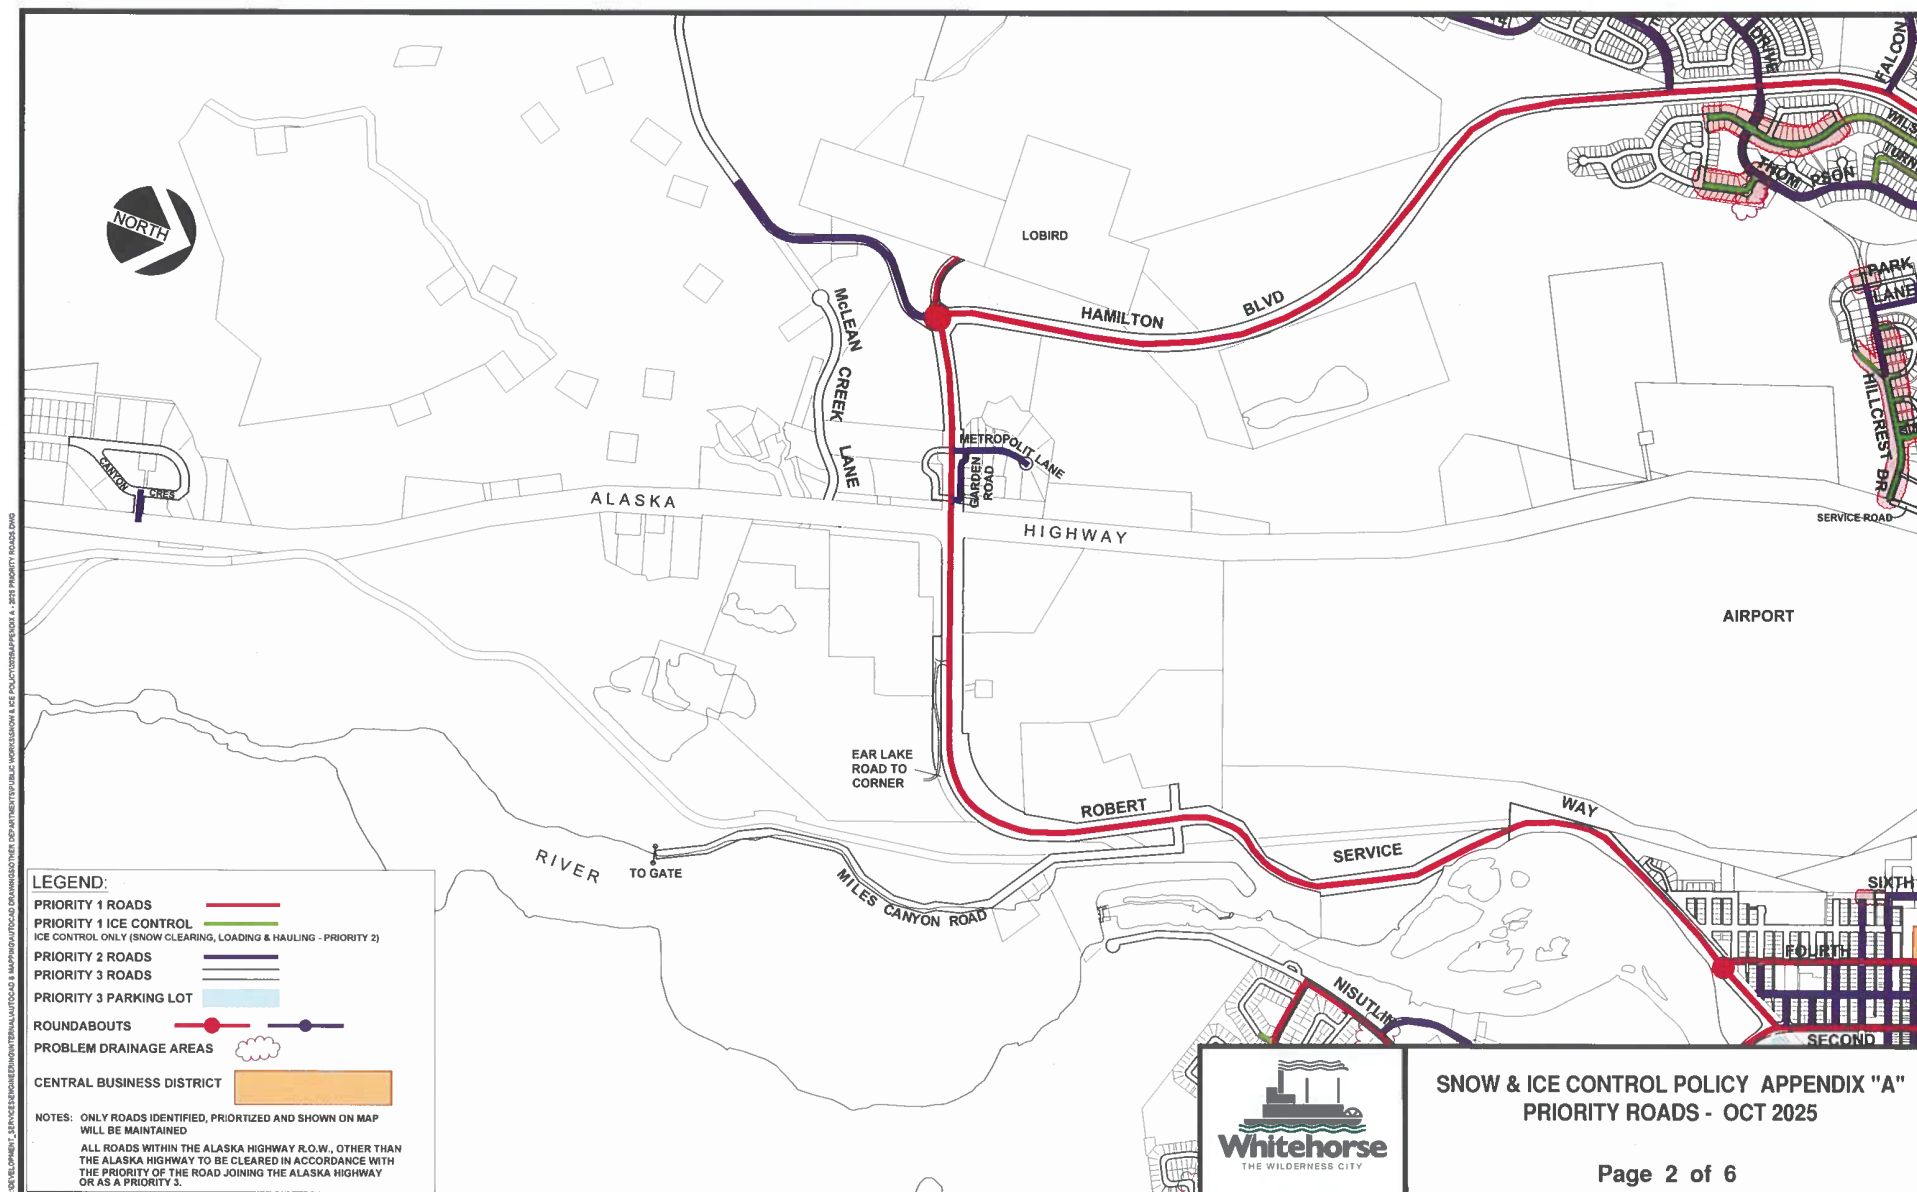 DRIVE
FALCON
WILS
TURN
THOMPSON
NORTH
LOBIRD
PARK
LANE
McLEAN CREEK LANE
HAMILTON BLVD
HILLCREST DR
METROPOLIT LANE
GARDEN
ROAD
CANYON CRES
ALASKA HIGHWAY
SERVICE ROAD
AIRPORT
EAR LAKE
ROAD TO
CORNER
ROBERT SERVICE WAY
RIVER
TO GATE
MILES CANYON ROAD
SIXTH
FOURTH
NISUTLIN
SECOND
LEGEND:
PRIORITY 1 ROADS
PRIORITY 1 ICE CONTROL
ICE CONTROL ONLY (SNOW CLEARING, LOADING & HAULING - PRIORITY 2)
PRIORITY 2 ROADS
PRIORITY 3 ROADS
PRIORITY 3 PARKING LOT
ROUNDABOUTS
PROBLEM DRAINAGE AREAS
CENTRAL BUSINESS DISTRICT
NOTES: ONLY ROADS IDENTIFIED, PRIORTIZED AND SHOWN ON MAP
WILL BE MAINTAINED
ALL ROADS WITHIN THE ALASKA HIGHWAY R.O.W., OTHER THAN
THE ALASKA HIGHWAY TO BE CLEARED IN ACCORDANCE WITH
THE PRIORITY OF THE ROAD JOINING THE ALASKA HIGHWAY
OR AS A PRIORITY 3.
Whitehorse
THE WILDERNESS CITY
SNOW & ICE CONTROL POLICY APPENDIX "A"
PRIORITY ROADS - OCT 2025
Page 2 of 6